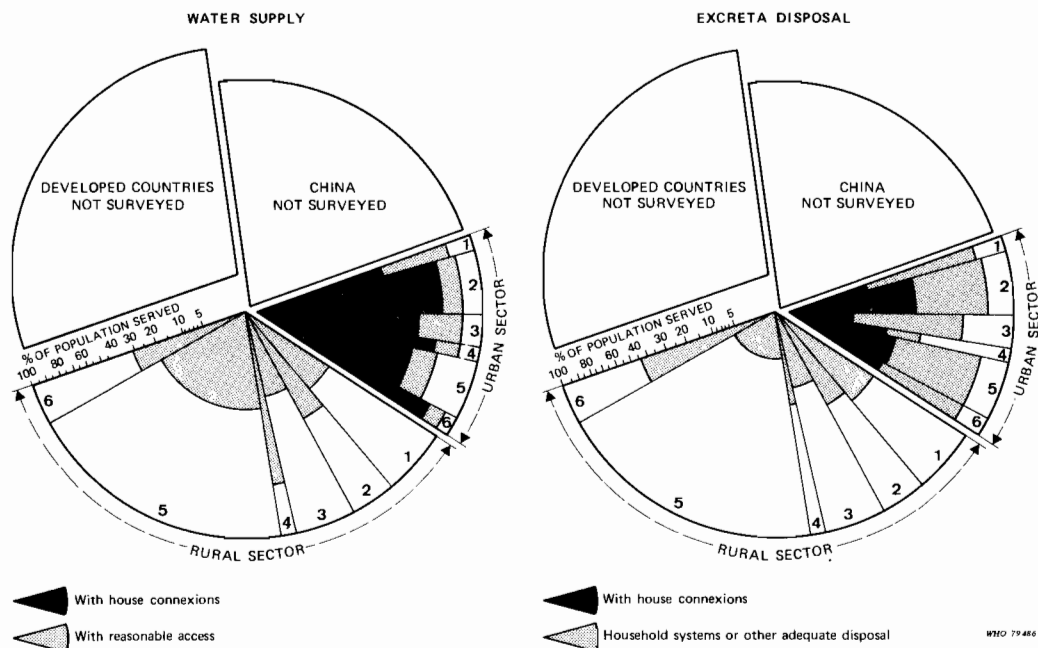 WATER SUPPLY
DEVELOPED COUNTRIES
NOT SURVEYED
CHINA
NOT SURVEYED
% OF POPULATION SERVED
100 80 60 40 30 20 10 5
1
2
3
4
5
6
URBAN SECTOR
6
5
4
3
2
1
RURAL SECTOR
With house connexions
With reasonable access
EXCRETA DISPOSAL
DEVELOPED COUNTRIES
NOT SURVEYED
CHINA
NOT SURVEYED
% OF POPULATION SERVED
100 80 60 40 30 20 10 5
1
2
3
4
5
6
URBAN SECTOR
6
5
4
3
2
1
RURAL SECTOR
With house connexions
Household systems or other adequate disposal
WHO 79486